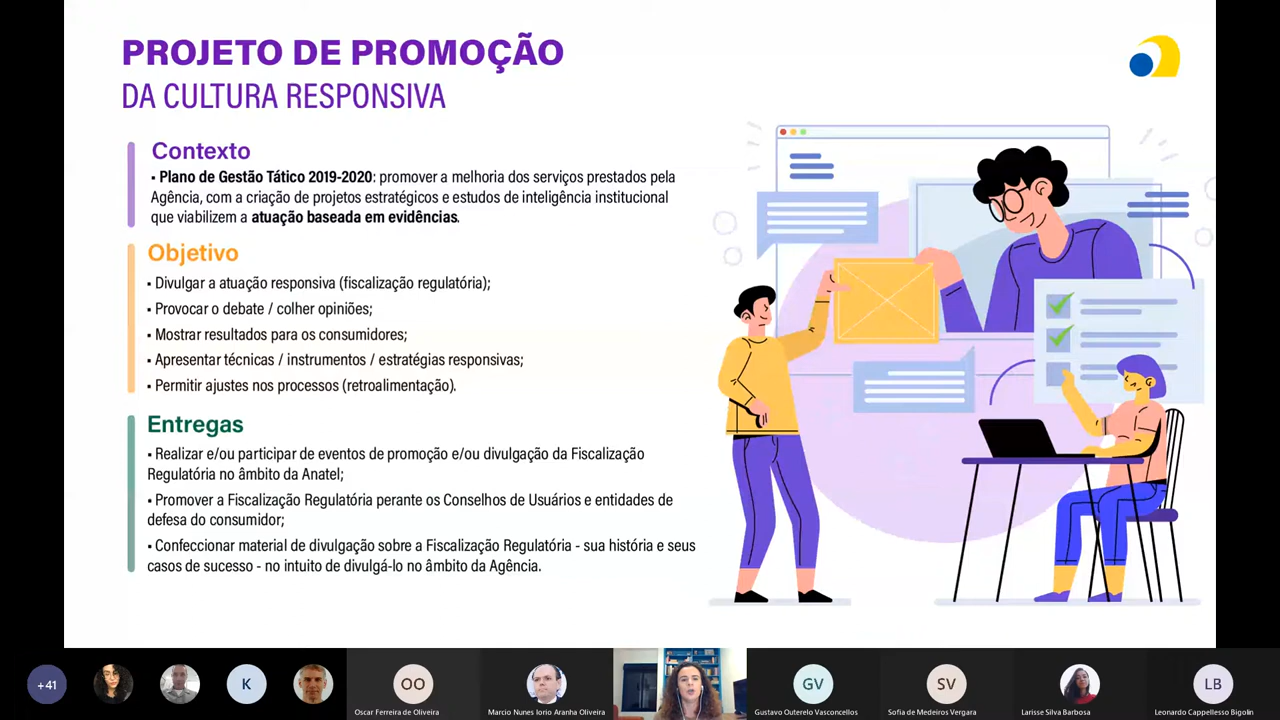 PROJETO DE PROMOÇÃO
DA CULTURA RESPONSIVA
Contexto
▪ Plano de Gestão Tático 2019-2020: promover a melhoria dos serviços prestados pela
Agência, com a criação de projetos estratégicos e estudos de inteligência institucional
que viabilizem a atuação baseada em evidências.
Objetivo
▪ Divulgar a atuação responsiva (fiscalização regulatória);
▪ Provocar o debate / colher opiniões;
▪ Mostrar resultados para os consumidores;
▪ Apresentar técnicas / instrumentos / estratégias responsivas;
▪ Permitir ajustes nos processos (retroalimentação).
Entregas
▪ Realizar e/ou participar de eventos de promoção e/ou divulgação da Fiscalização
Regulatória no âmbito da Anatel;
▪ Promover a Fiscalização Regulatória perante os Conselhos de Usuários e entidades de
defesa do consumidor;
▪ Confeccionar material de divulgação sobre a Fiscalização Regulatória - sua história e seus
casos de sucesso - no intuito de divulgá-lo no âmbito da Agência.
+41
K
OO
GV
SV
LB
Oscar Ferreira de Oliveira
Marcio Nunes Iorio Aranha Oliveira
Gustavo Outerelo Vasconcellos
Sofia de Medeiros Vergara
Larisse Silva Barbosa
Leonardo Cappellesso Bigolin